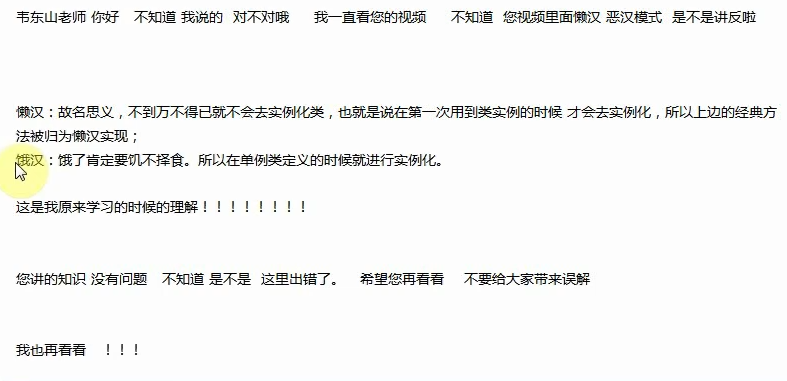 韦东山老师 你好 不知道 我说的 对不对哦 我一直看您的视频 不知道 您视频里面懒汉 恶汉模式 是不是讲反啦
懒汉：故名思义，不到万不得已就不会去实例化类，也就是说在第一次用到类实例的时候 才会去实例化，所以上边的经典方
法被归为懒汉实现；
饿汉：饿了肯定要饥不择食。所以在单例类定义的时候就进行实例化。
这是我原来学习的时候的理解！！！！！！！！
您讲的知识 没有问题 不知道 是不是 这里出错了。 希望您再看看 不要给大家带来误解
我也再看看 ！！！